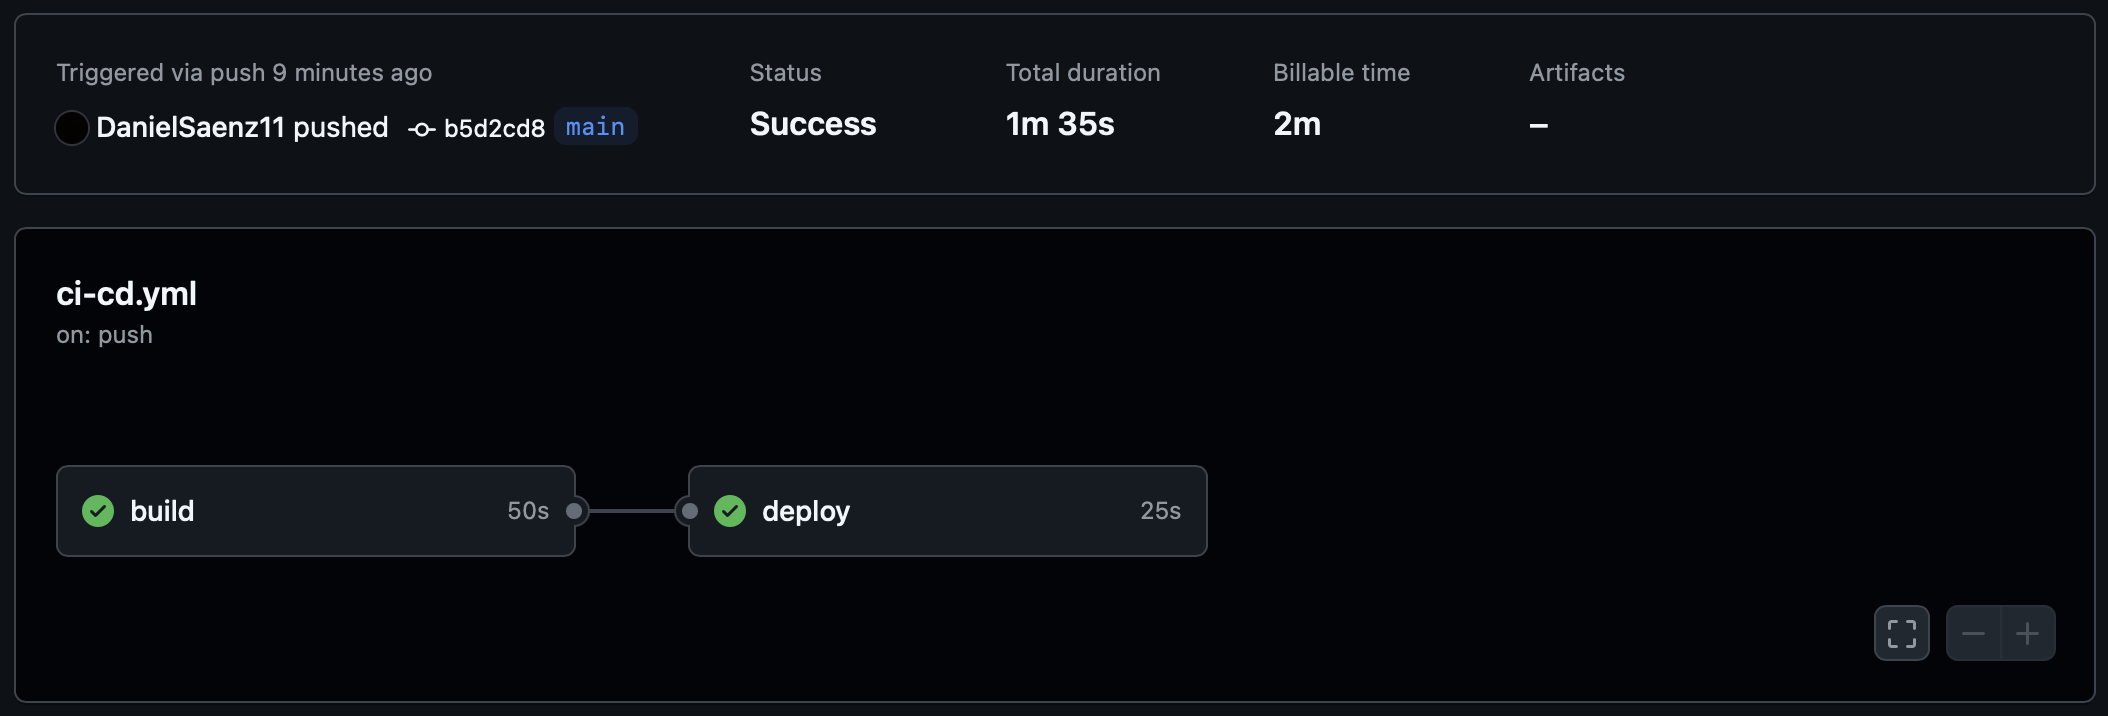 Triggered via push 9 minutes ago
DanielSaenz11 pushed b5d2cd8 main
Status
Success
Total duration
1m 35s
Billable time
2m
Artifacts
–
ci-cd.yml
on: push
build 50s
deploy 25s